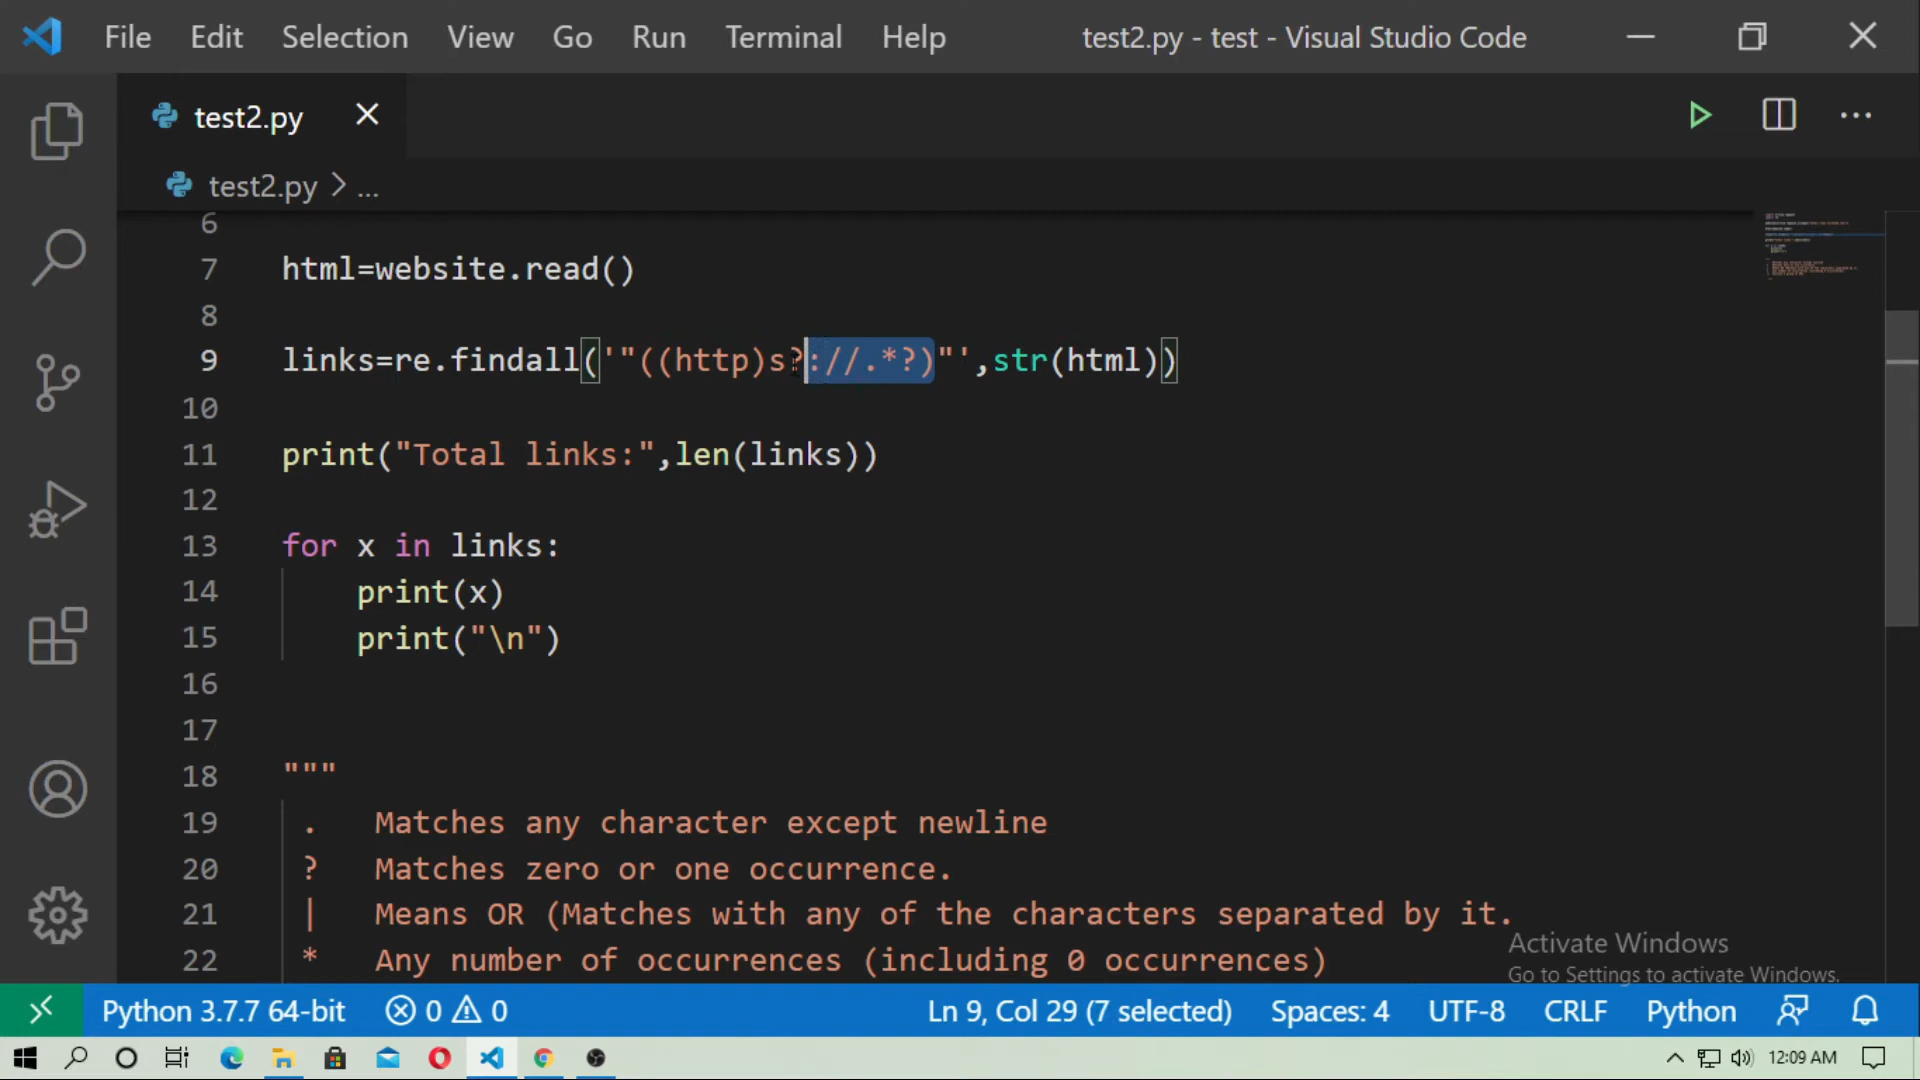 File Edit Selection View Go Run Terminal Help test2.py - test - Visual Studio Code
test2.py
test2.py > ...
6
7 html=website.read()
8
9 links=re.findall('"((http)s?://.*?)"',str(html))
10
11 print("Total links:",len(links))
12
13 for x in links:
14 print(x)
15 print("\n")
16
17
18 """
19 . Matches any character except newline
20 ? Matches zero or one occurrence.
21 | Means OR (Matches with any of the characters separated by it.
22 * Any number of occurrences (including 0 occurrences)
Activate Windows
Go to Settings to activate Windows.
Python 3.7.7 64-bit 0 0 Ln 9, Col 29 (7 selected) Spaces: 4 UTF-8 CRLF Python
12:09 AM